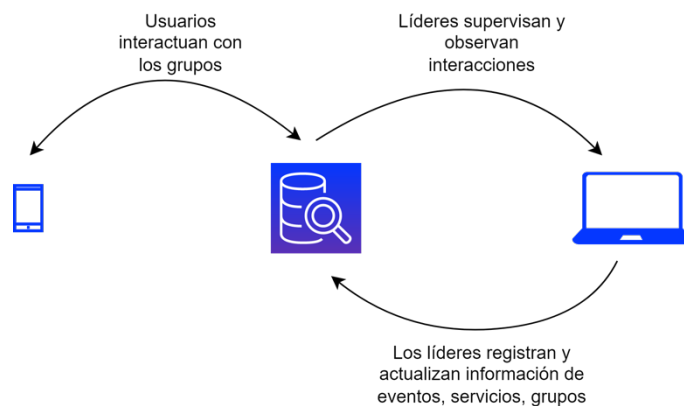 Usuarios
interactuan con
los grupos
Líderes supervisan y
observan
interacciones
Los líderes registran y
actualizan información de
eventos, servicios, grupos